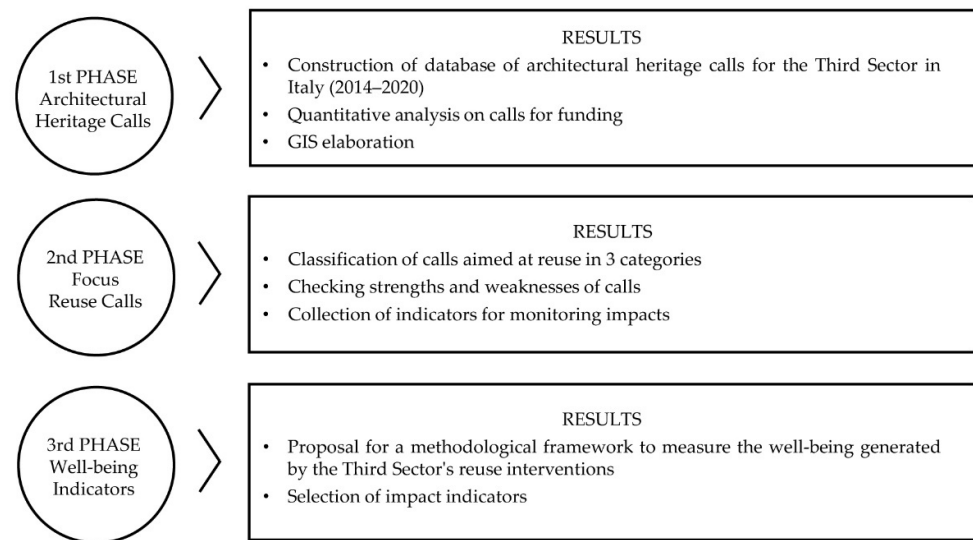 1st PHASE
Architectural
Heritage Calls
RESULTS
• Construction of database of architectural heritage calls for the Third Sector in
Italy (2014–2020)
• Quantitative analysis on calls for funding
• GIS elaboration
2nd PHASE
Focus
Reuse Calls
RESULTS
• Classification of calls aimed at reuse in 3 categories
• Checking strengths and weaknesses of calls
• Collection of indicators for monitoring impacts
3rd PHASE
Well-being
Indicators
RESULTS
• Proposal for a methodological framework to measure the well-being generated
by the Third Sector's reuse interventions
• Selection of impact indicators